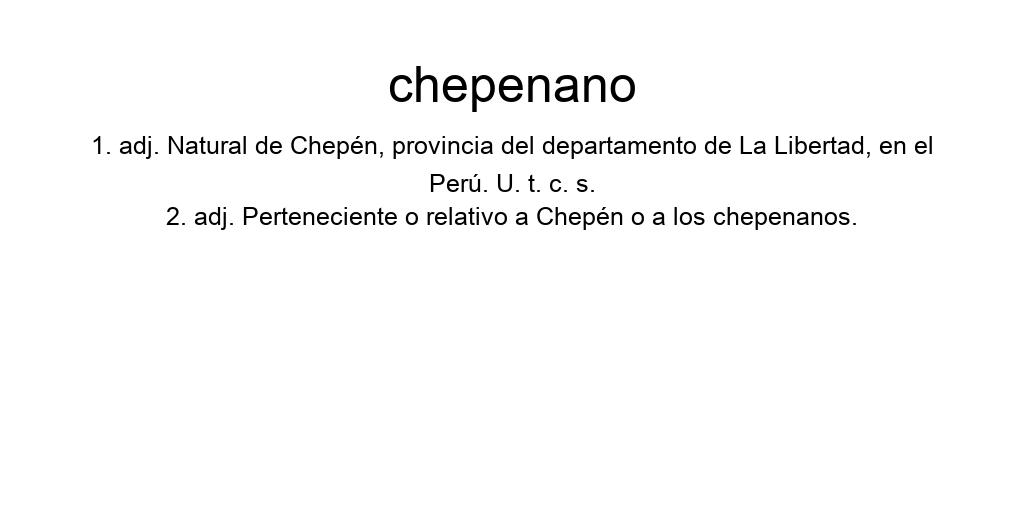 chepenano
1. adj. Natural de Chepén, provincia del departamento de La Libertad, en el
Perú. U. t. c. s.
2. adj. Perteneciente o relativo a Chepén o a los chepenanos.